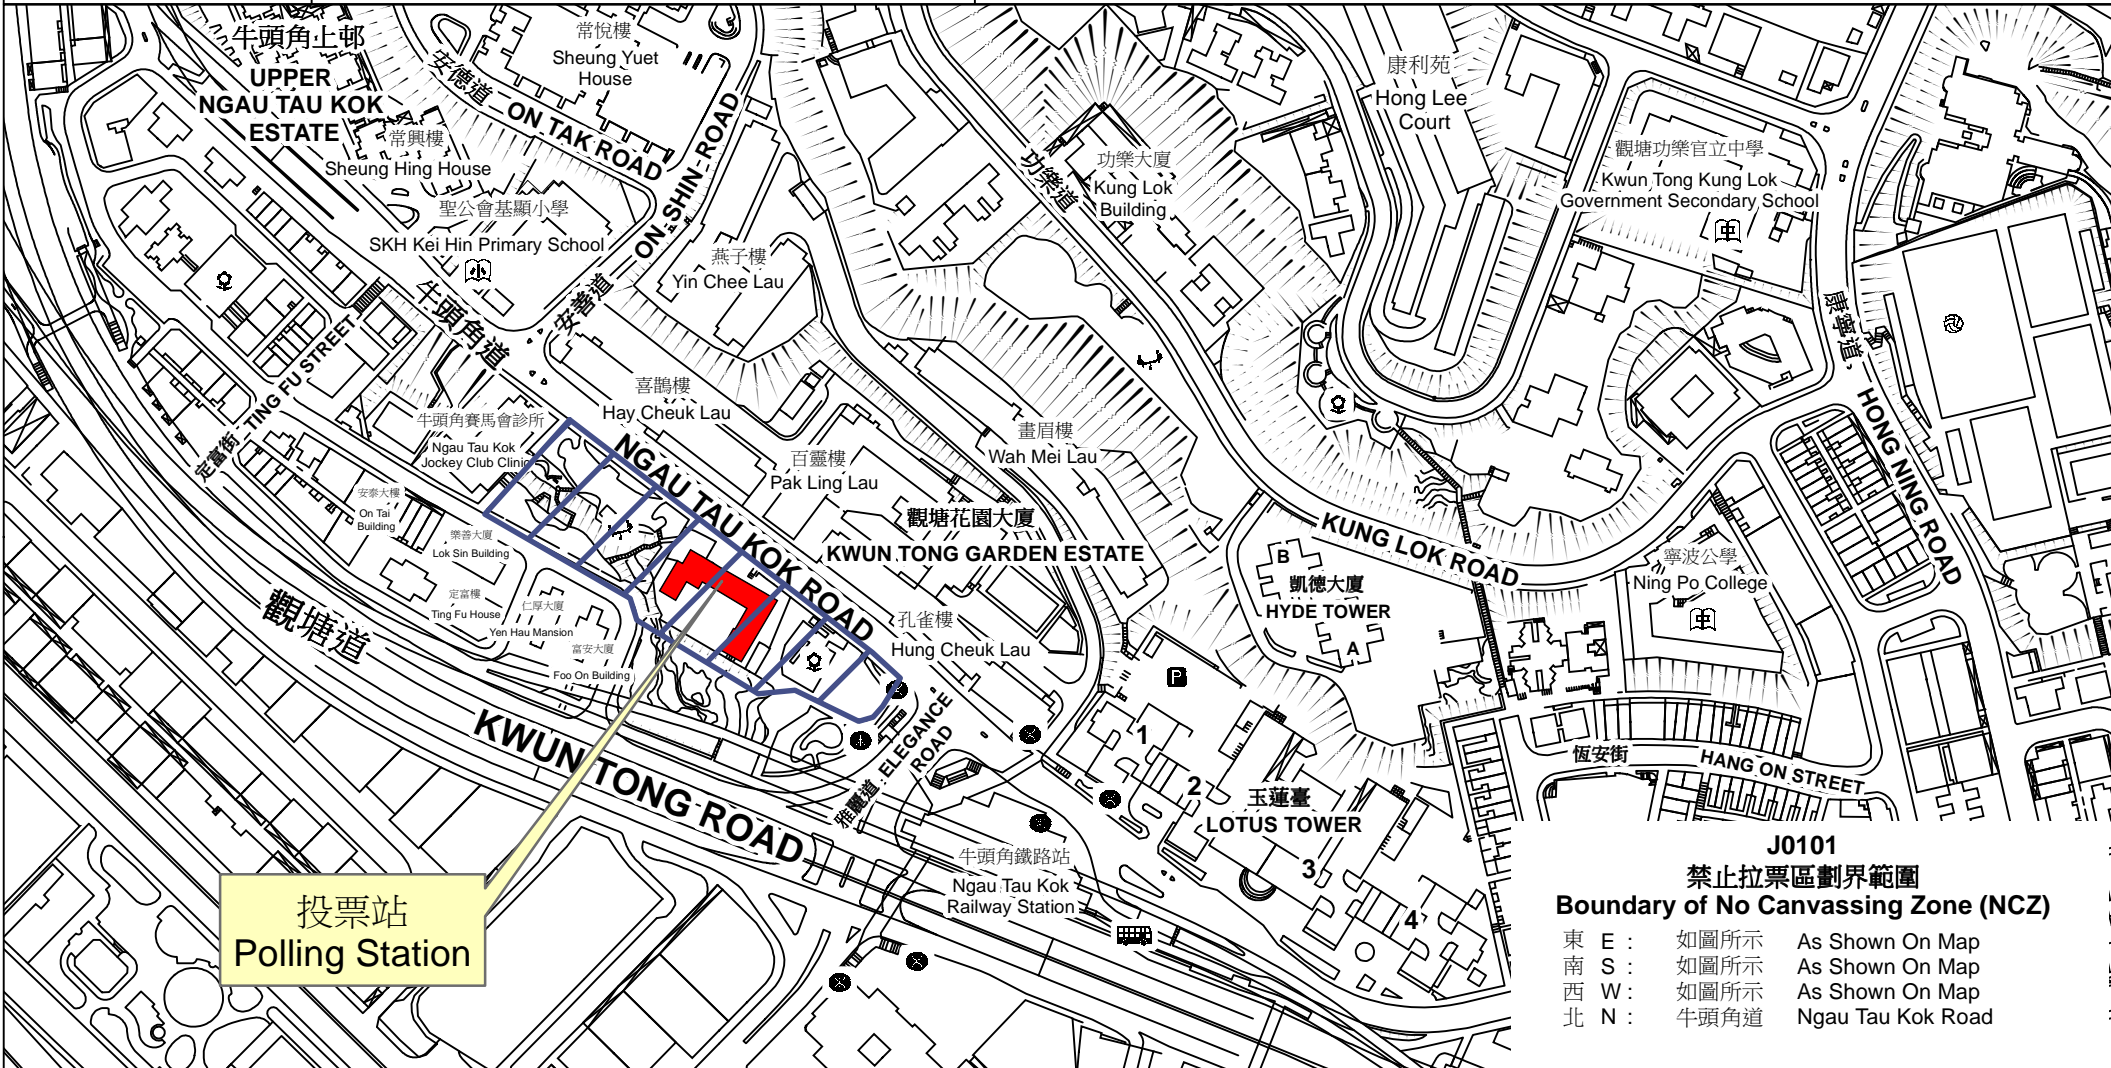 牛頭角上邨
UPPER
NGAU TAU KOK
ESTATE
常悅樓
Sheung Yuet
House
安德道
ON TAK ROAD
常興樓
Sheung Hing House
聖公會基顯小學
SKH Kei Hin Primary School
小
安善道
ON SHIN ROAD
燕子樓
Yin Chee Lau
功樂道
功樂大廈
Kung Lok
Building
康利苑
Hong Lee
Court
觀塘功樂官立中學
Kwun Tong Kung Lok
Government Secondary School
中
康寧道
HONG NING ROAD
牛頭角道
定富街
TING FU STREET
喜鵲樓
Hay Cheuk Lau
牛頭角賽馬會診所
Ngau Tau Kok
Jockey Club Clinic
NGAU TAU KOK ROAD
百靈樓
Pak Ling Lau
畫眉樓
Wah Mei Lau
觀塘花園大廈
KWUN TONG GARDEN ESTATE
安泰大樓
On Tai
Building
樂善大廈
Lok Sin Building
定富樓
Ting Fu House
仁厚大廈
Yen Hau Mansion
富安大廈
Foo On Building
孔雀樓
Hung Cheuk Lau
KUNG LOK ROAD
B
凱德大廈
HYDE TOWER
A
寧波公學
Ning Po College
中
觀塘道
KWUN TONG ROAD
雅麗道
ELEGANCE
ROAD
P
1
2
玉蓮臺
LOTUS TOWER
3
4
恆安街
HANG ON STREET
牛頭角鐵路站
Ngau Tau Kok
Railway Station
投票站
Polling Station
J0101
禁止拉票區劃界範圍
Boundary of No Canvassing Zone (NCZ)
東 E : 如圖所示 As Shown On Map
南 S : 如圖所示 As Shown On Map
西 W : 如圖所示 As Shown On Map
北 N : 牛頭角道 Ngau Tau Kok Road